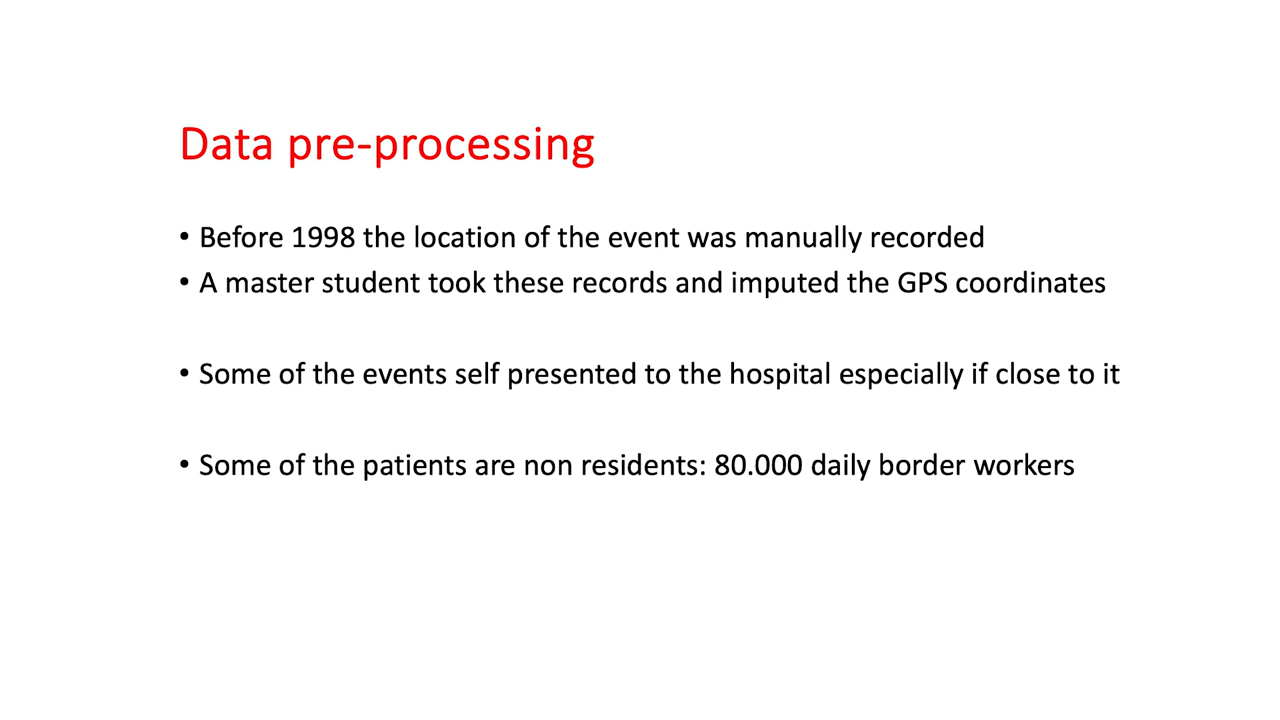 Data pre-processing
• Before 1998 the location of the event was manually recorded
• A master student took these records and imputed the GPS coordinates
• Some of the events self presented to the hospital especially if close to it
• Some of the patients are non residents: 80.000 daily border workers